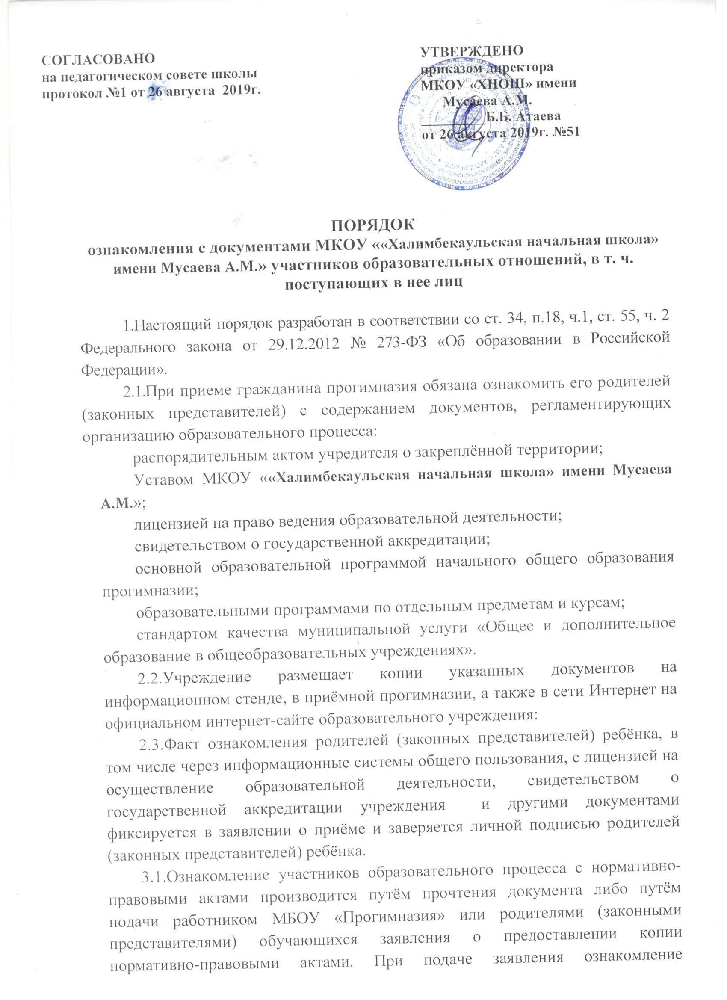 СОГЛАСОВАНО
на педагогическом совете школы
протокол №1 от 26 августа 2019г.
УТВЕРЖДЕНО
приказом директора
МКОУ «ХНОШ» имени
Мусаева А.М.
__________Б.Б. Атаева
от 26 августа 2019г. №51
ПОРЯДОК
ознакомления с документами МКОУ ««Халимбекаульская начальная школа»
имени Мусаева А.М.» участников образовательных отношений, в т. ч.
поступающих в нее лиц
1.Настоящий порядок разработан в соответствии со ст. 34, п.18, ч.1, ст. 55, ч. 2
Федерального закона от 29.12.2012 № 273-ФЗ «Об образовании в Российской
Федерации».
2.1.При приеме гражданина прогимназия обязана ознакомить его родителей
(законных представителей) с содержанием документов, регламентирующих
организацию образовательного процесса:
распорядительным актом учредителя о закреплённой территории;
Уставом МКОУ ««Халимбекаульская начальная школа» имени Мусаева
А.М.»;
лицензией на право ведения образовательной деятельности;
свидетельством о государственной аккредитации;
основной образовательной программой начального общего образования
прогимназии;
образовательными программами по отдельным предметам и курсам;
стандартом качества муниципальной услуги «Общее и дополнительное
образование в общеобразовательных учреждениях».
2.2.Учреждение размещает копии указанных документов на
информационном стенде, в приёмной прогимназии, а также в сети Интернет на
официальном интернет-сайте образовательного учреждения:
2.3.Факт ознакомления родителей (законных представителей) ребёнка, в
том числе через информационные системы общего пользования, с лицензией на
осуществление образовательной деятельности, свидетельством о
государственной аккредитации учреждения и другими документами
фиксируется в заявлении о приёме и заверяется личной подписью родителей
(законных представителей) ребёнка.
3.1.Ознакомление участников образовательного процесса с нормативно-
правовыми актами производится путём прочтения документа либо путём
подачи работником МБОУ «Прогимназия» или родителями (законными
представителями) обучающихся заявления о предоставлении копии
нормативно-правовыми актами. При подаче заявления ознакомление